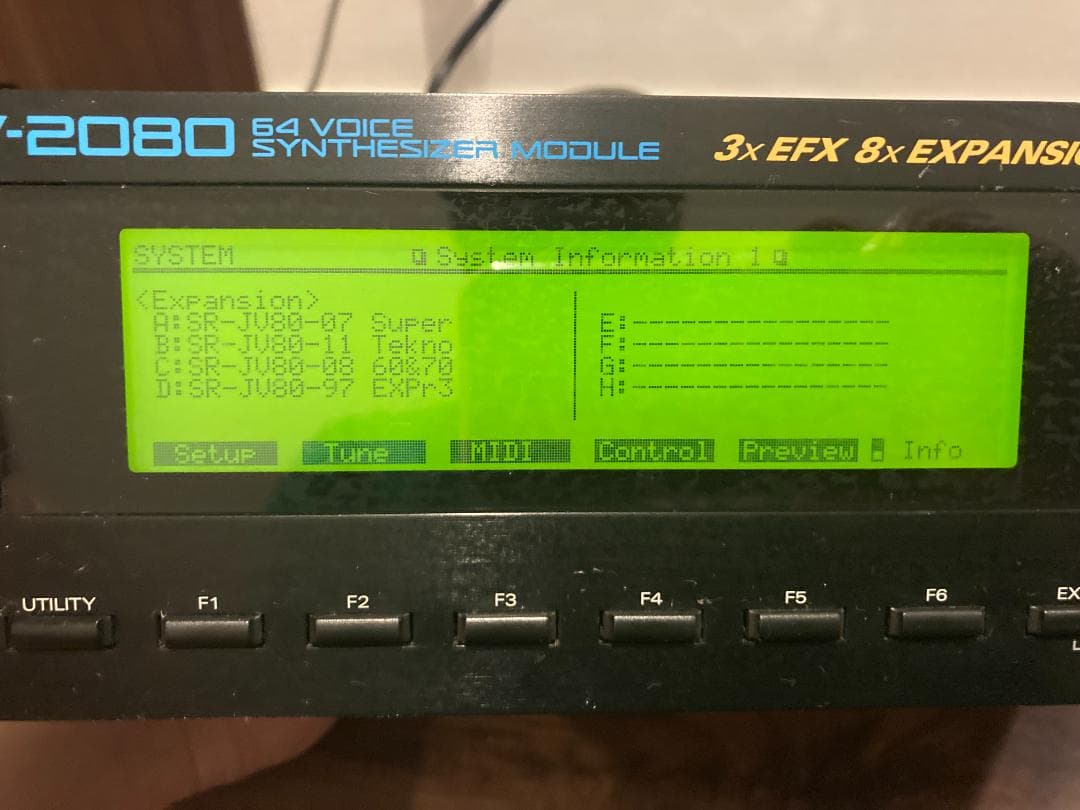 -2080 64 VOICE
SYNTHESIZER MODULE
3x EFX 8x EXPANSI
SYSTEM
System Information 1
<Expansion>
A:SR-JV80-07 Super
B:SR-JV80-11 Tekno
C:SR-JV80-08 60&70
D:SR-JV80-97 EXPr3
E:----------------
F:----------------
G:----------------
H:----------------
Setup Tune MIDI Control Preview Info
UTILITY F1 F2 F3 F4 F5 F6 EX